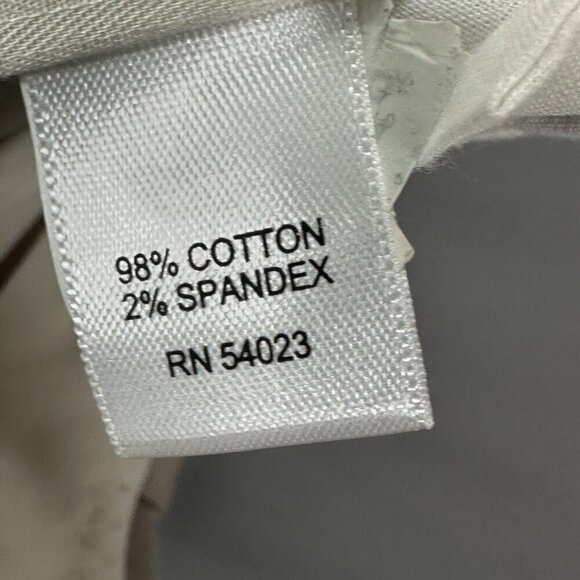 98% COTTON
2% SPANDEX
RN 54023